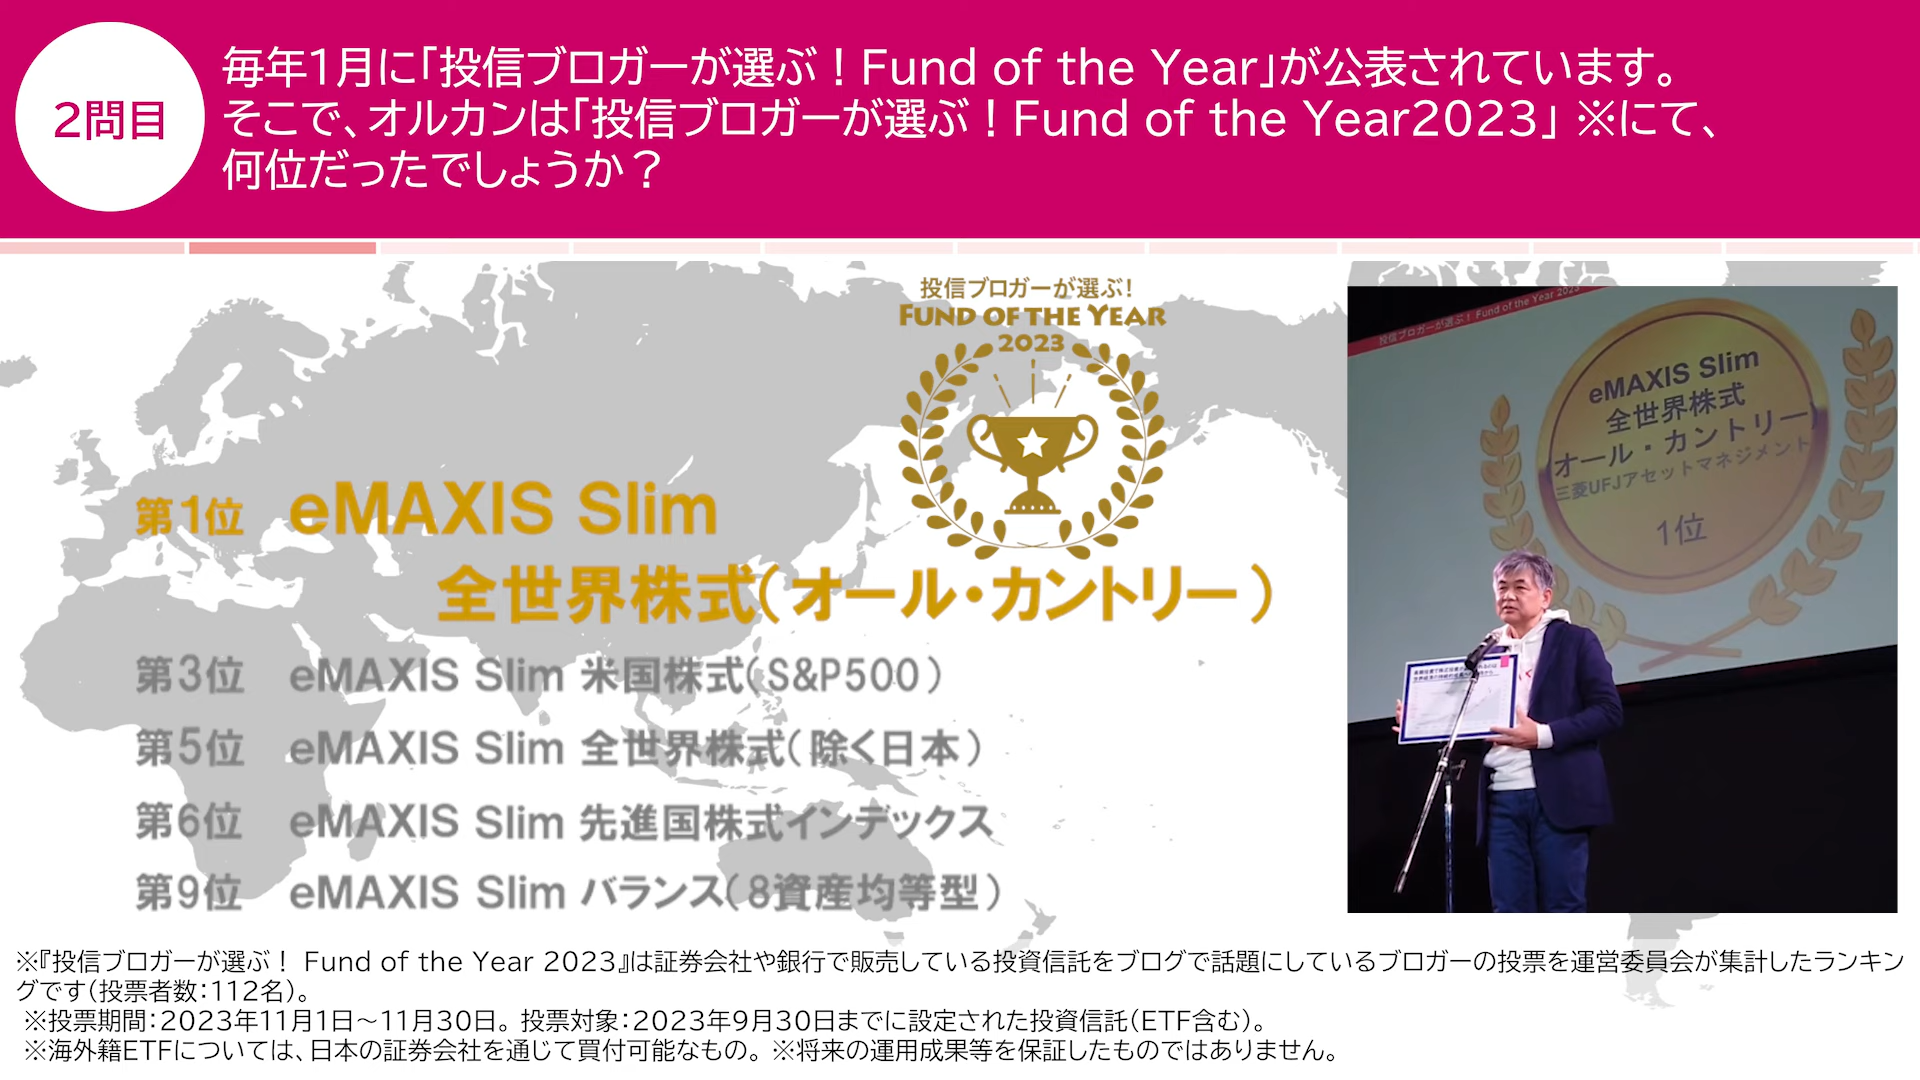 2問目
毎年1月に「投信ブロガーが選ぶ！Fund of the Year」が公表されています。
そこで、オルカンは「投信ブロガーが選ぶ！Fund of the Year2023」 ※にて、
何位だったでしょうか？
投信ブロガーが選ぶ!
FUND OF THE YEAR
2023
第1位 eMAXIS Slim
全世界株式（オール・カントリー）
第3位 eMAXIS Slim 米国株式（S&P500）
第5位 eMAXIS Slim 全世界株式（除く日本）
第6位 eMAXIS Slim 先進国株式インデックス
第9位 eMAXIS Slim バランス（8資産均等型）
投信ブロガーが選ぶ！ Fund of the Year 2023
eMAXIS Slim
全世界株式
オール・カントリー)
三菱UFJアセットマネジメント
1位
※『投信ブロガーが選ぶ！ Fund of the Year 2023』は証券会社や銀行で販売している投資信託をブログで話題にしているブロガーの投票を運営委員会が集計したランキン
グです（投票者数：112名）。
※投票期間：2023年11月1日～11月30日。 投票対象：2023年9月30日までに設定された投資信託（ETF含む）。
※海外籍ETFについては、日本の証券会社を通じて買付可能なもの。 ※将来の運用成果等を保証したものではありません。